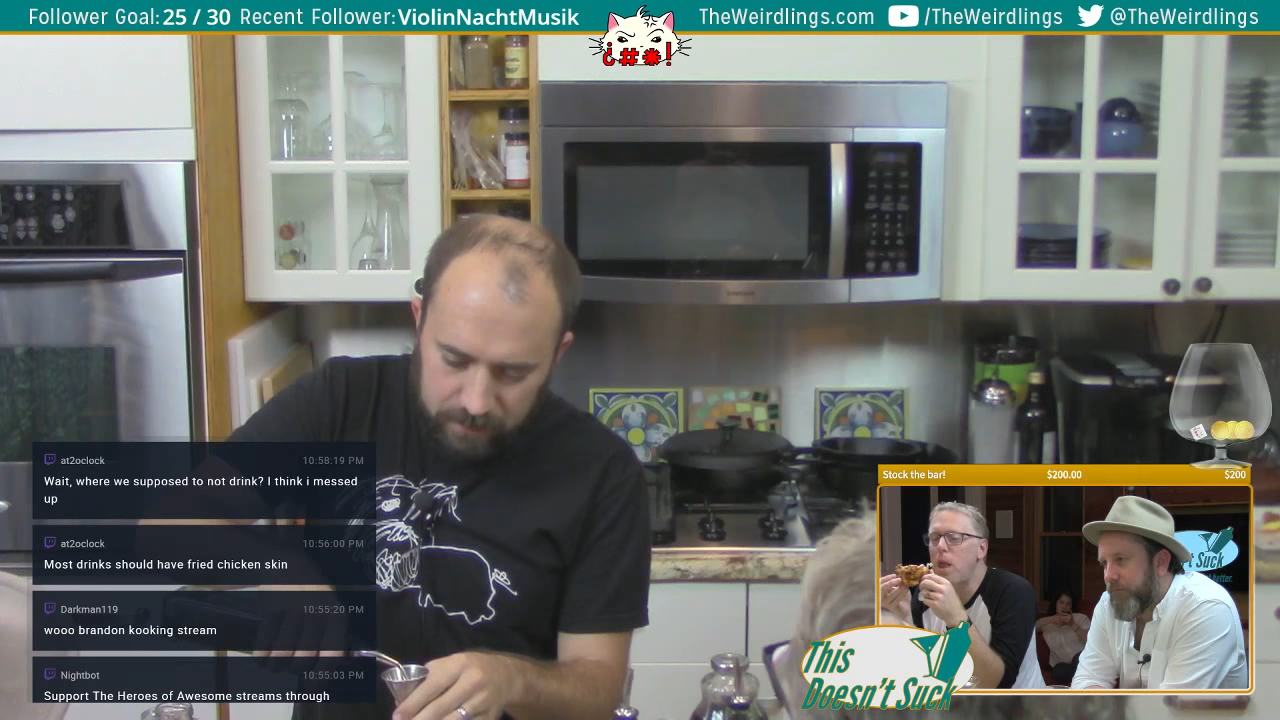 Follower Goal: 25 / 30 Recent Follower: ViolinNachtMusik
¿#*!
TheWeirdlings.com /TheWeirdlings @TheWeirdlings
at2oclock 10:58:19 PM
Wait, where we supposed to drink? I think i messed
up
at2oclock 10:56:00 PM
Most drinks should have fried chicken skin
Darkman119 10:55:20 PM
wooo brandon kooking stream
Nightbot 10:55:03 PM
Support The Heroes of Awesome streams through
Stock the bar! $200.00 $200
't Suck
This
Doesn't Suck